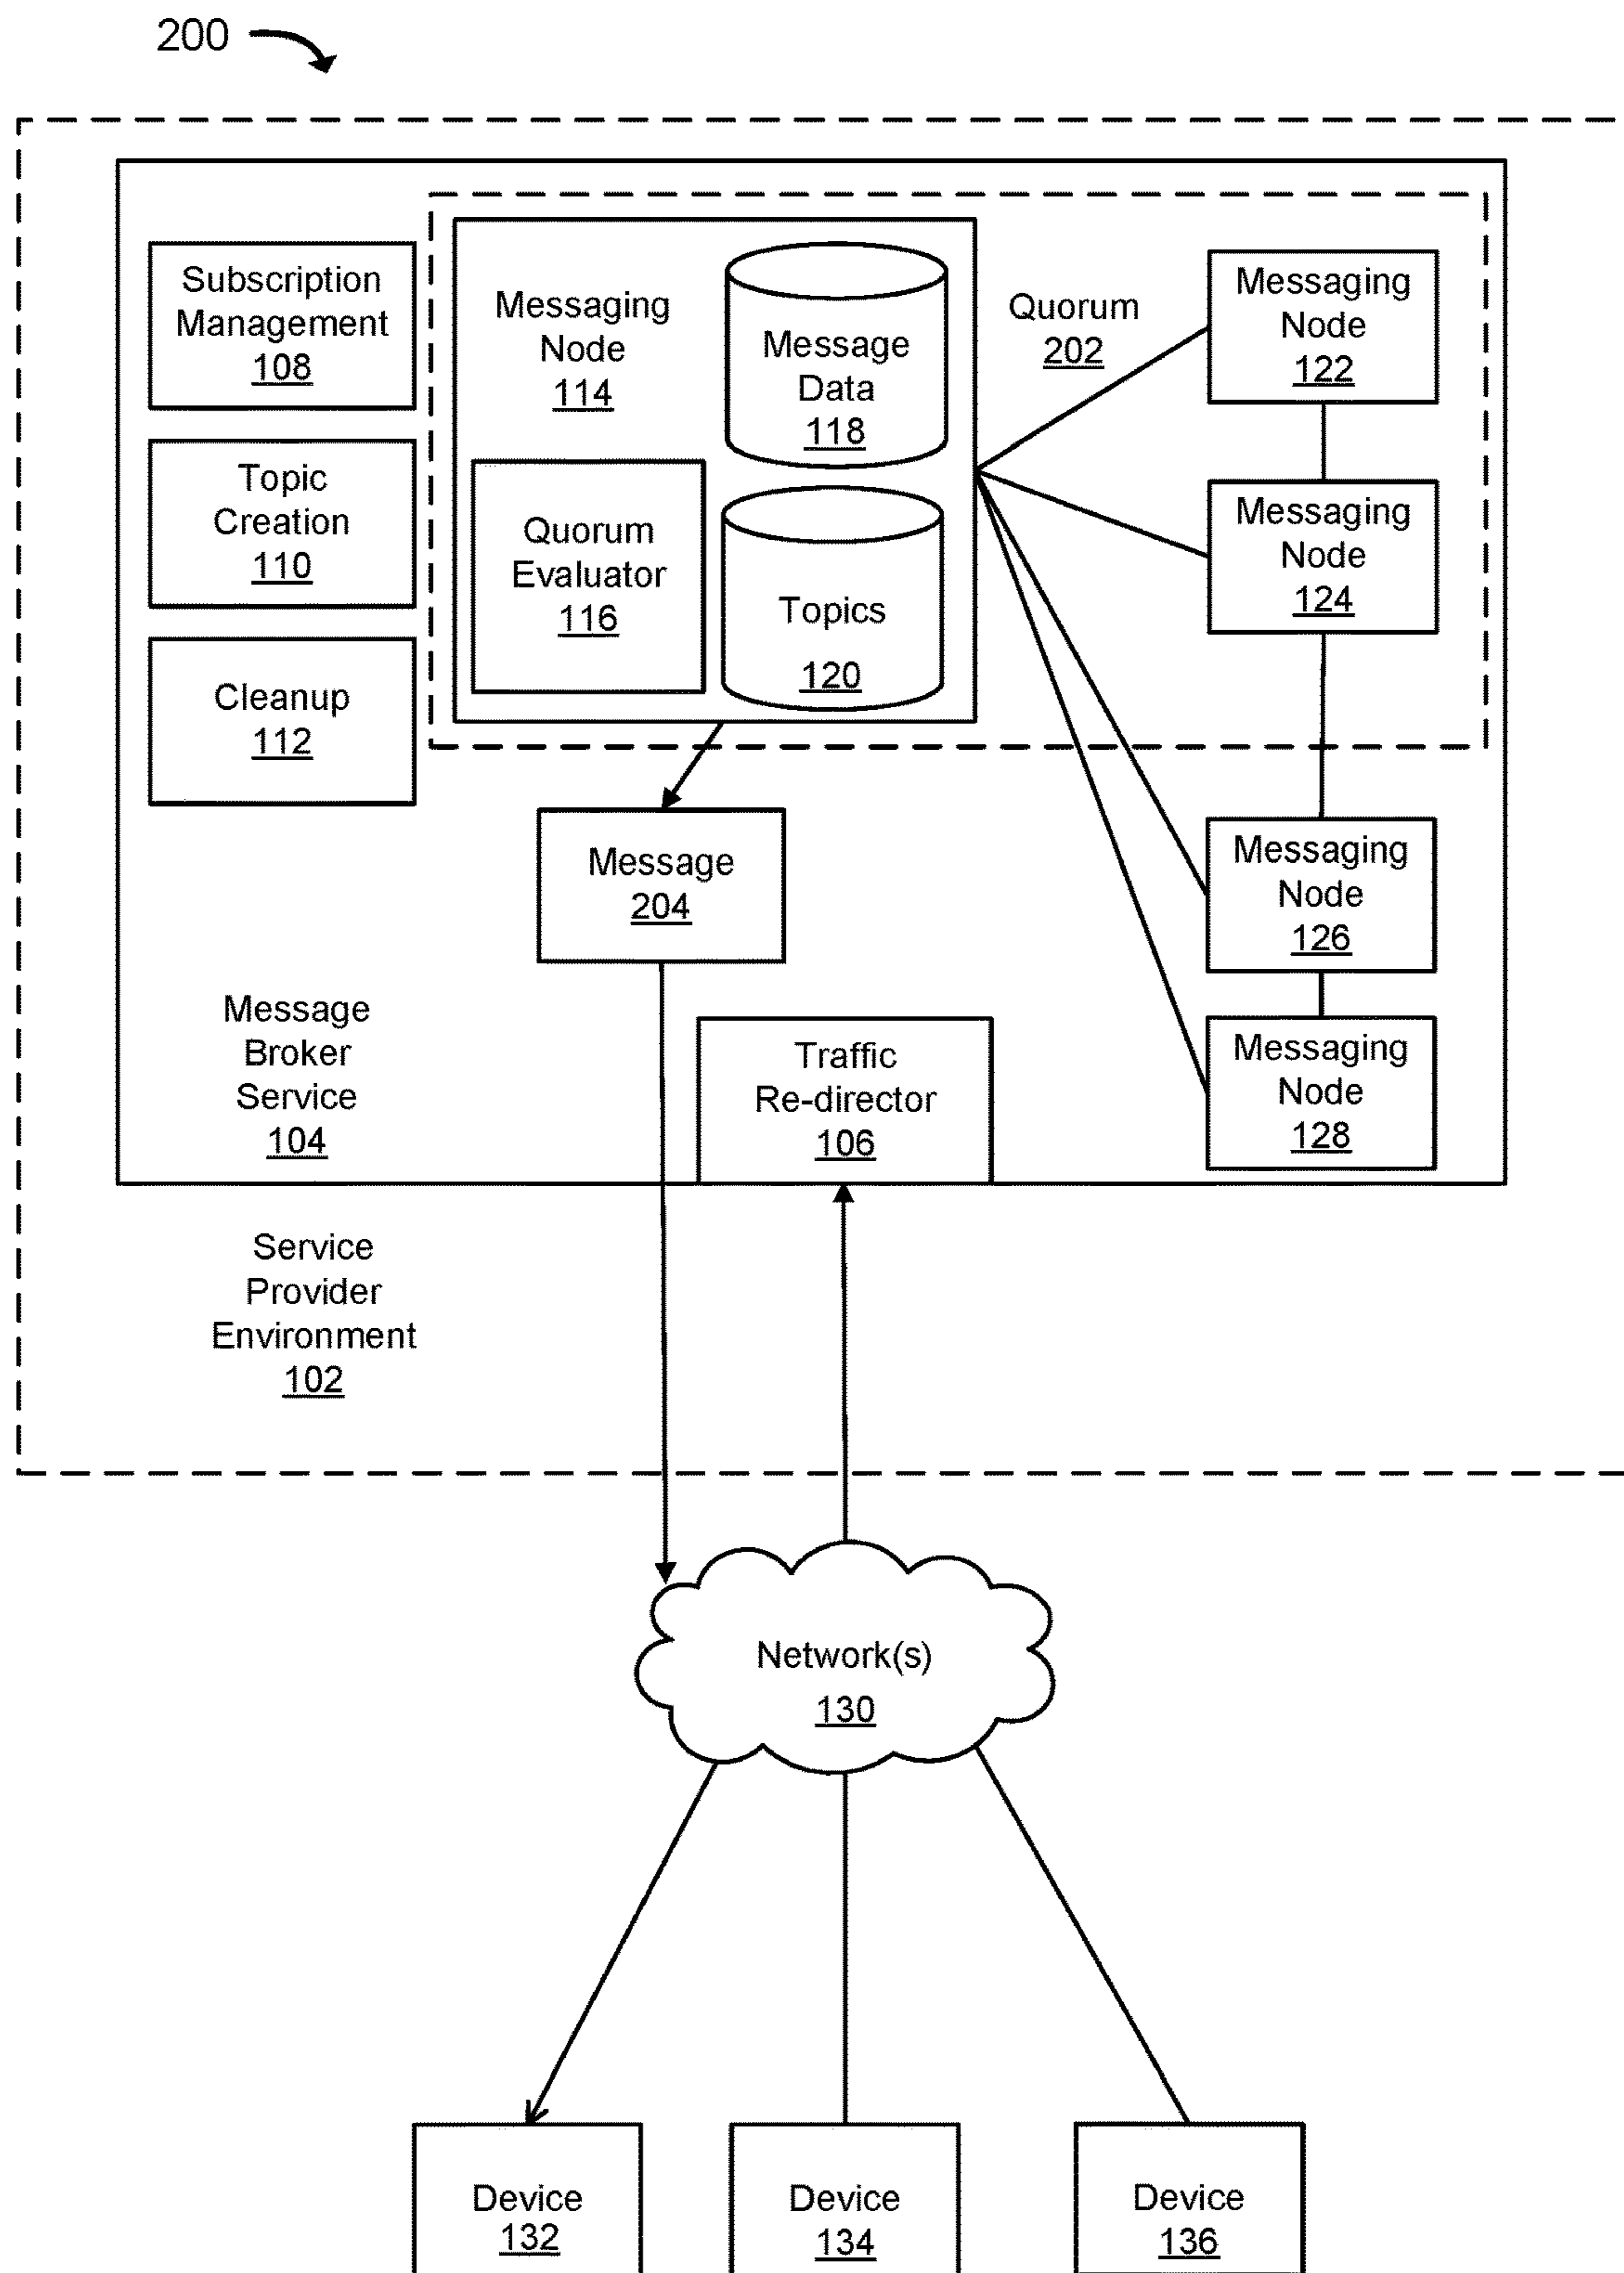 200
Subscription
Management
108
Topic
Creation
110
Cleanup
112
Messaging
Node
114
Message
Data
118
Quorum
Evaluator
116
Topics
120
Quorum
202
Messaging
Node
122
Messaging
Node
124
Messaging
Node
126
Messaging
Node
128
Message
204
Message
Broker
Service
104
Traffic
Re-director
106
Service
Provider
Environment
102
Network(s)
130
Device
132
Device
134
Device
136